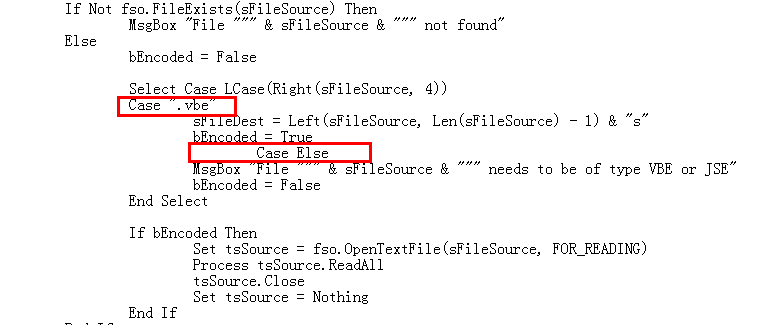 If Not fso.FileExists(sFileSource) Then
MsgBox "File """ & sFileSource & """ not found"
Else
bEncoded = False
Select Case LCase(Right(sFileSource, 4))
Case ".vbe"
sFileDest = Left(sFileSource, Len(sFileSource) - 1) & "s"
bEncoded = True
Case Else
MsgBox "File """ & sFileSource & """ needs to be of type VBE or JSE"
bEncoded = False
End Select
If bEncoded Then
Set tsSource = fso.OpenTextFile(sFileSource, FOR_READING)
Process tsSource.ReadAll
tsSource.Close
Set tsSource = Nothing
End If
End If